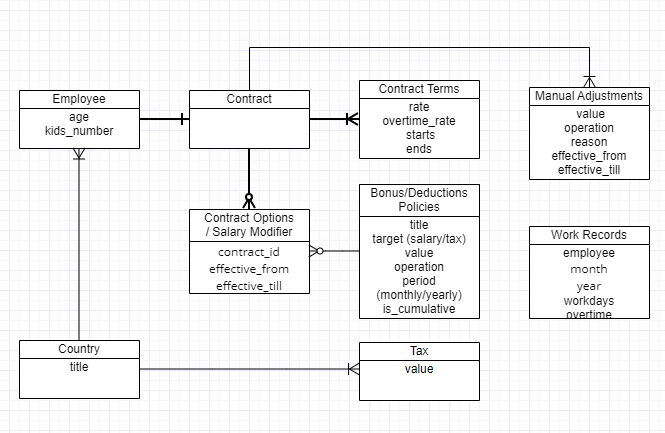 Employee
age
kids_number
Contract
Contract Terms
rate
overtime_rate
starts
ends
Manual Adjustments
value
operation
reason
effective_from
effective_till
Contract Options
/ Salary Modifier
contract_id
effective_from
effective_till
Bonus/Deductions
Policies
title
target (salary/tax)
value
operation
period
(monthly/yearly)
is_cumulative
Work Records
employee
month
year
workdays
overtime
Country
title
Tax
value